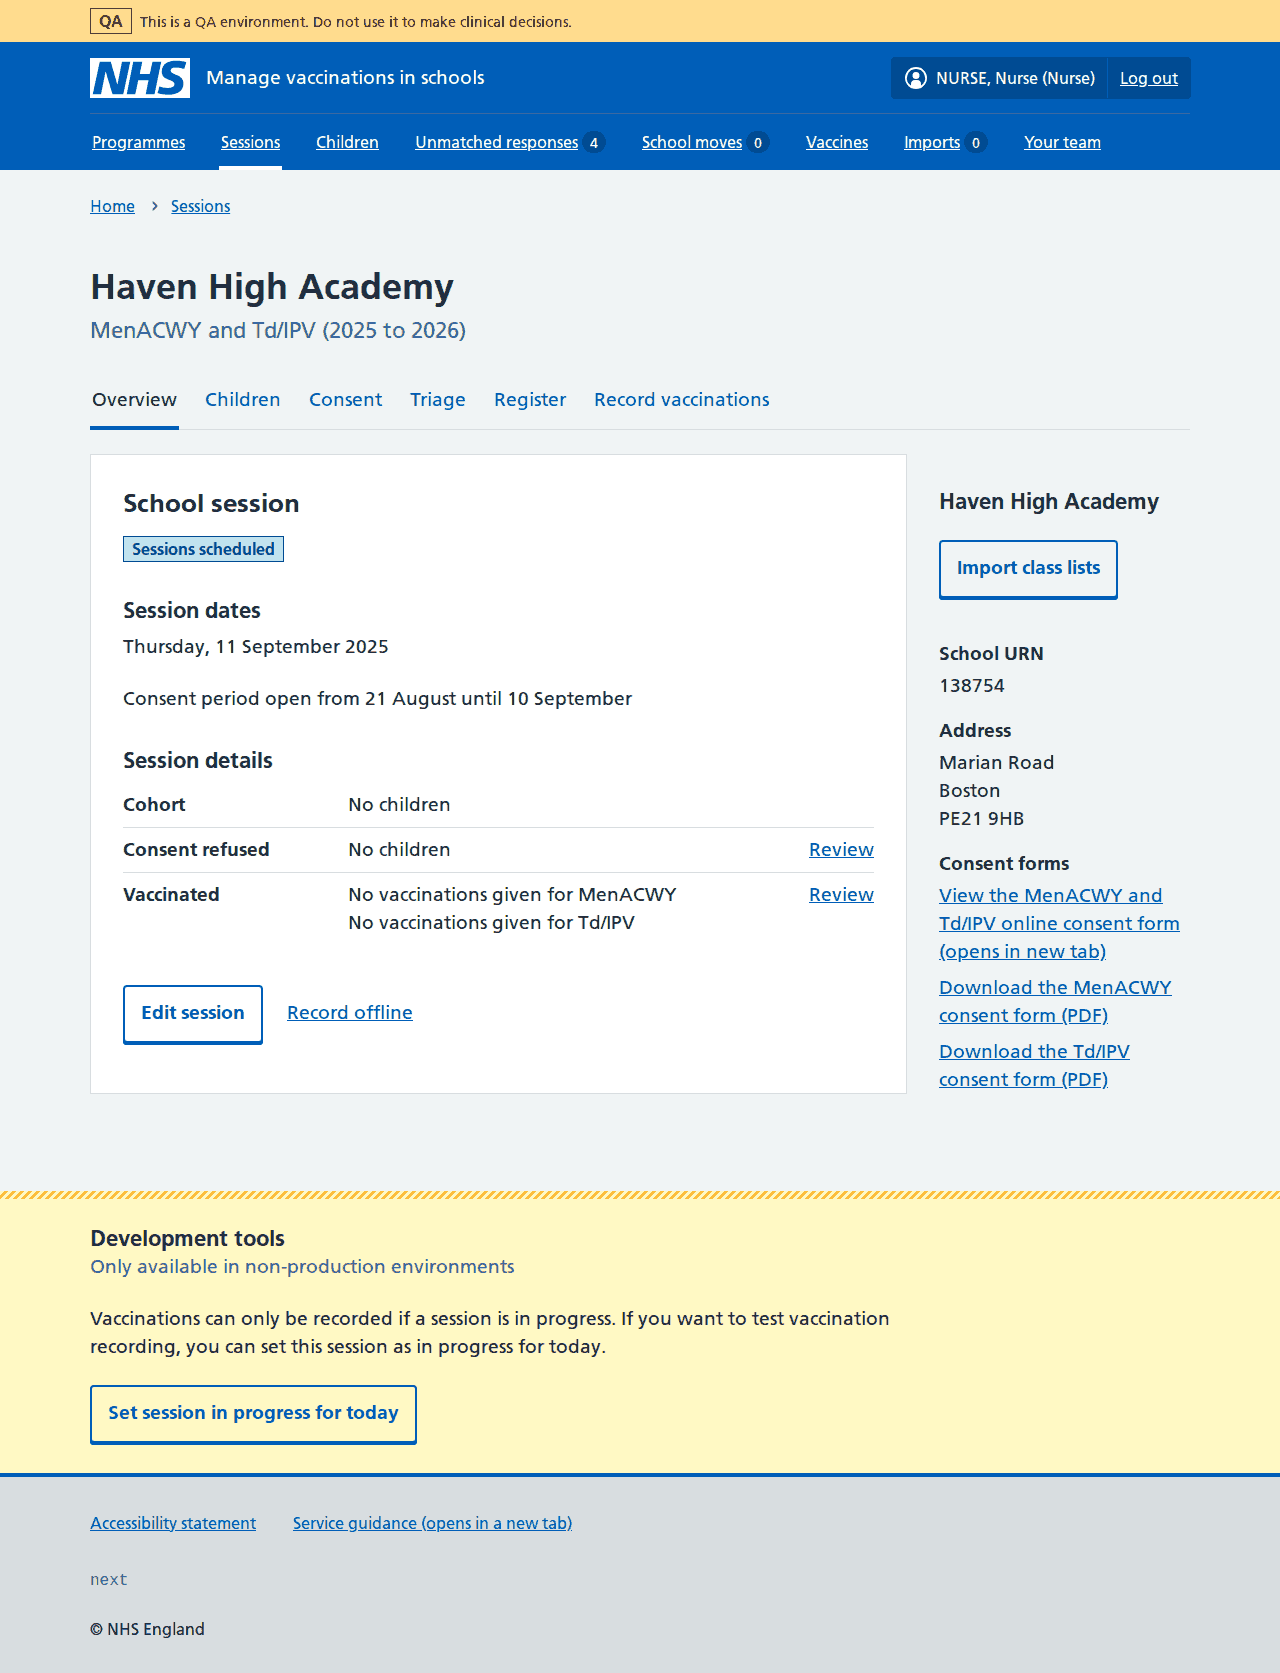 QA This is a QA environment. Do not use it to make clinical decisions.
NHS Manage vaccinations in schools NURSE, Nurse (Nurse) Log out
Programmes Sessions Children Unmatched responses 4 School moves 0 Vaccines Imports 0 Your team
Home › Sessions
Haven High Academy
MenACWY and Td/IPV (2025 to 2026)
Overview Children Consent Triage Register Record vaccinations
School session
Sessions scheduled
Session dates
Thursday, 11 September 2025
Consent period open from 21 August until 10 September
Session details
Cohort No children
Consent refused No children Review
Vaccinated No vaccinations given for MenACWY Review
No vaccinations given for Td/IPV
Edit session Record offline
Haven High Academy
Import class lists
School URN
138754
Address
Marian Road
Boston
PE21 9HB
Consent forms
View the MenACWY and
Td/IPV online consent form
(opens in new tab)
Download the MenACWY
consent form (PDF)
Download the Td/IPV
consent form (PDF)
Development tools
Only available in non-production environments
Vaccinations can only be recorded if a session is in progress. If you want to test vaccination
recording, you can set this session as in progress for today.
Set session in progress for today
Accessibility statement Service guidance (opens in a new tab)
next
© NHS England